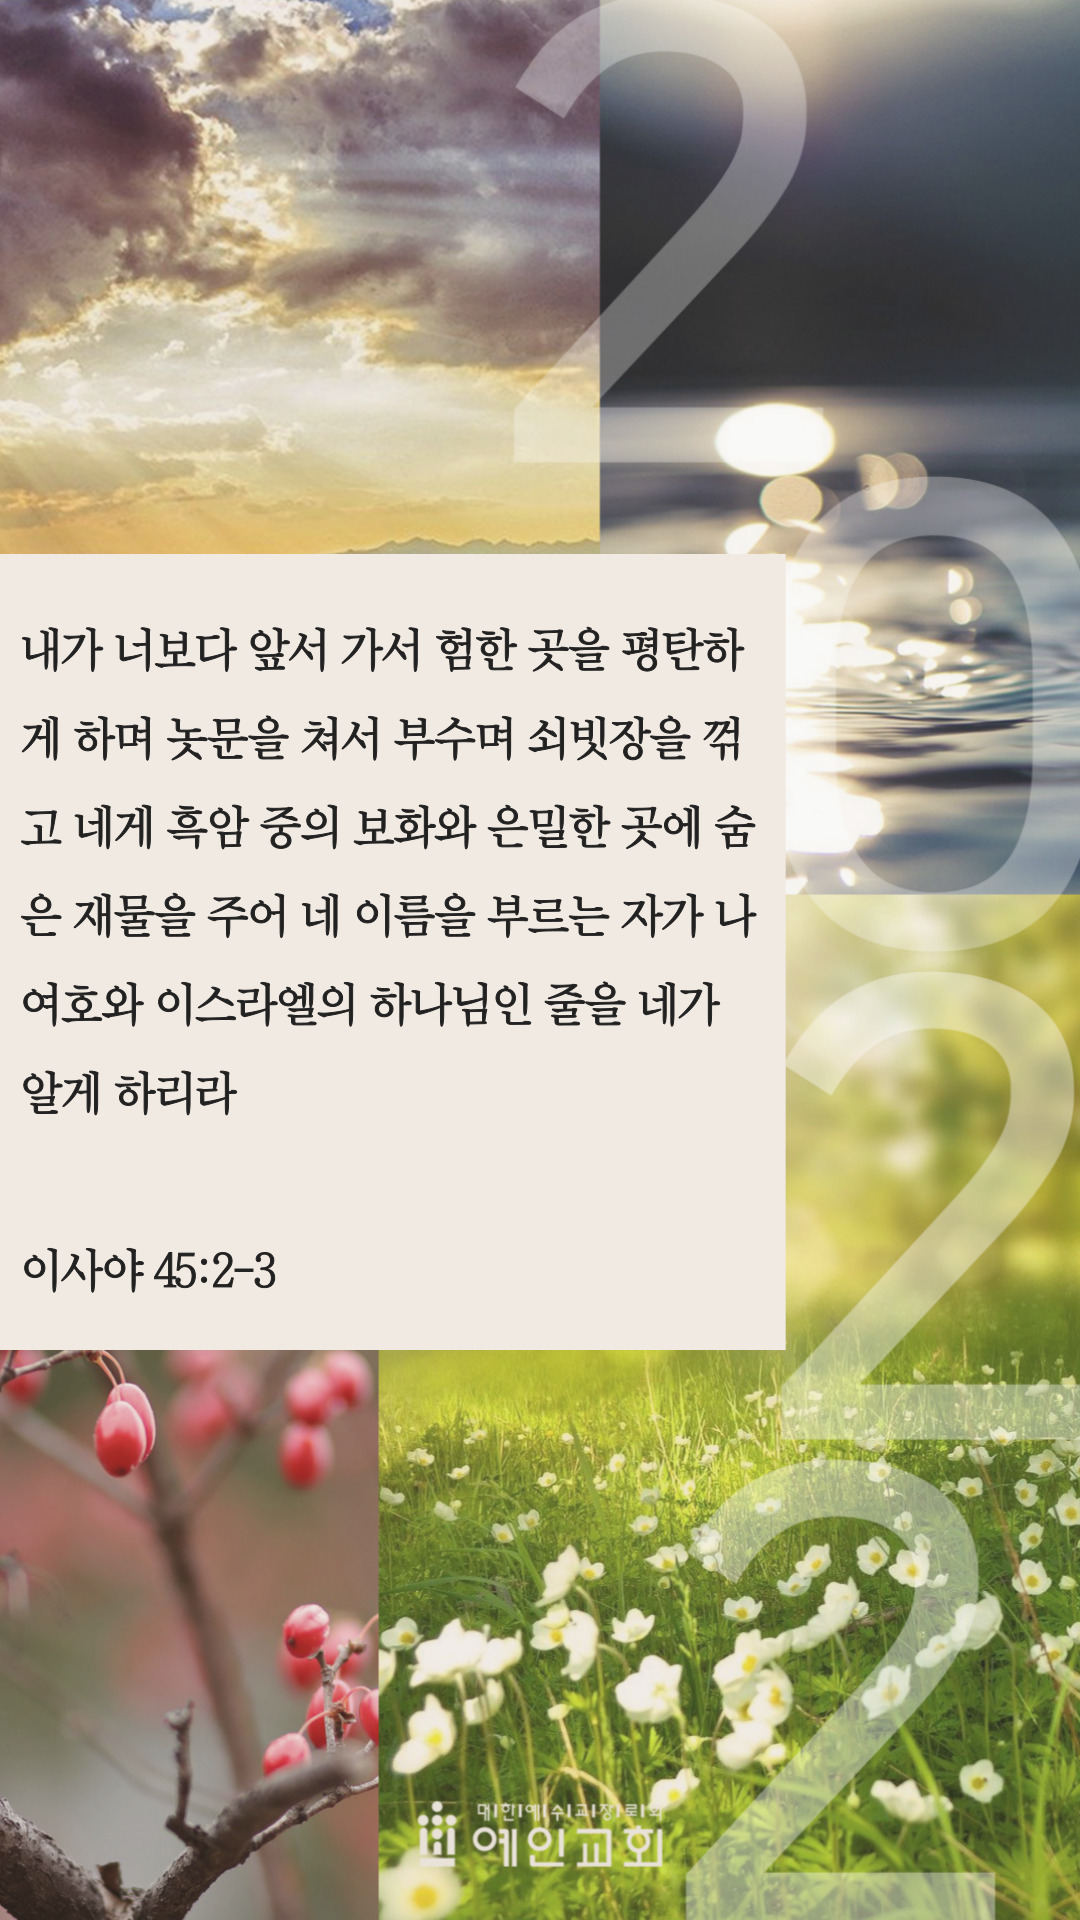 2
0
2
2
내가 너보다 앞서 가서 험한 곳을 평탄하
게 하며 놋문을 쳐서 부수며 쇠빗장을 꺾
고 네게 흑암 중의 보화와 은밀한 곳에 숨
은 재물을 주어 네 이름을 부르는 자가 나
여호와 이스라엘의 하나님인 줄을 네가
알게 하리라
이사야 45:2-3
대한예수교장로회
예인교회